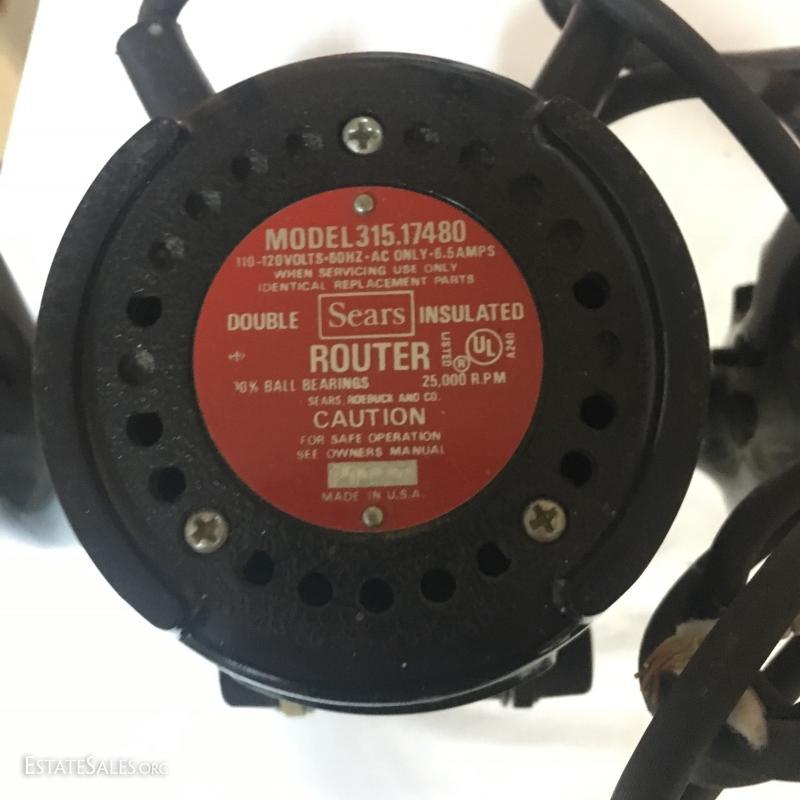 MODEL 315.17480
110-120VOLTS·60HZ·AC ONLY·6.5AMPS
WHEN SERVICING USE ONLY
IDENTICAL REPLACEMENT PARTS
DOUBLE Sears INSULATED
ROUTER LISTED ® UL A240
BALL BEARINGS 25,000 R.P.M
SEARS, ROEBUCK AND CO.
CAUTION
FOR SAFE OPERATION
SEE OWNERS MANUAL
MADE IN U.S.A.
ESTATESALES.ORG